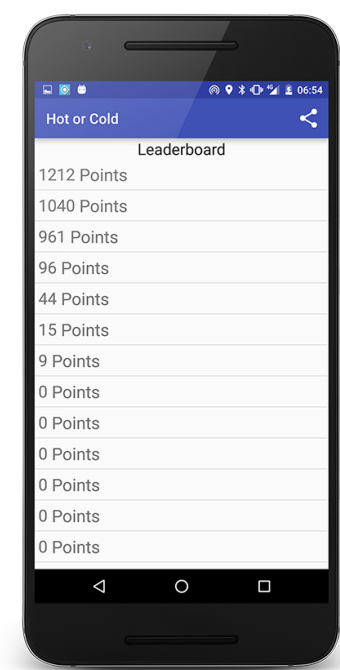 06:54
Hot or Cold
Leaderboard
1212 Points
1040 Points
961 Points
96 Points
44 Points
15 Points
9 Points
0 Points
0 Points
0 Points
0 Points
0 Points
0 Points